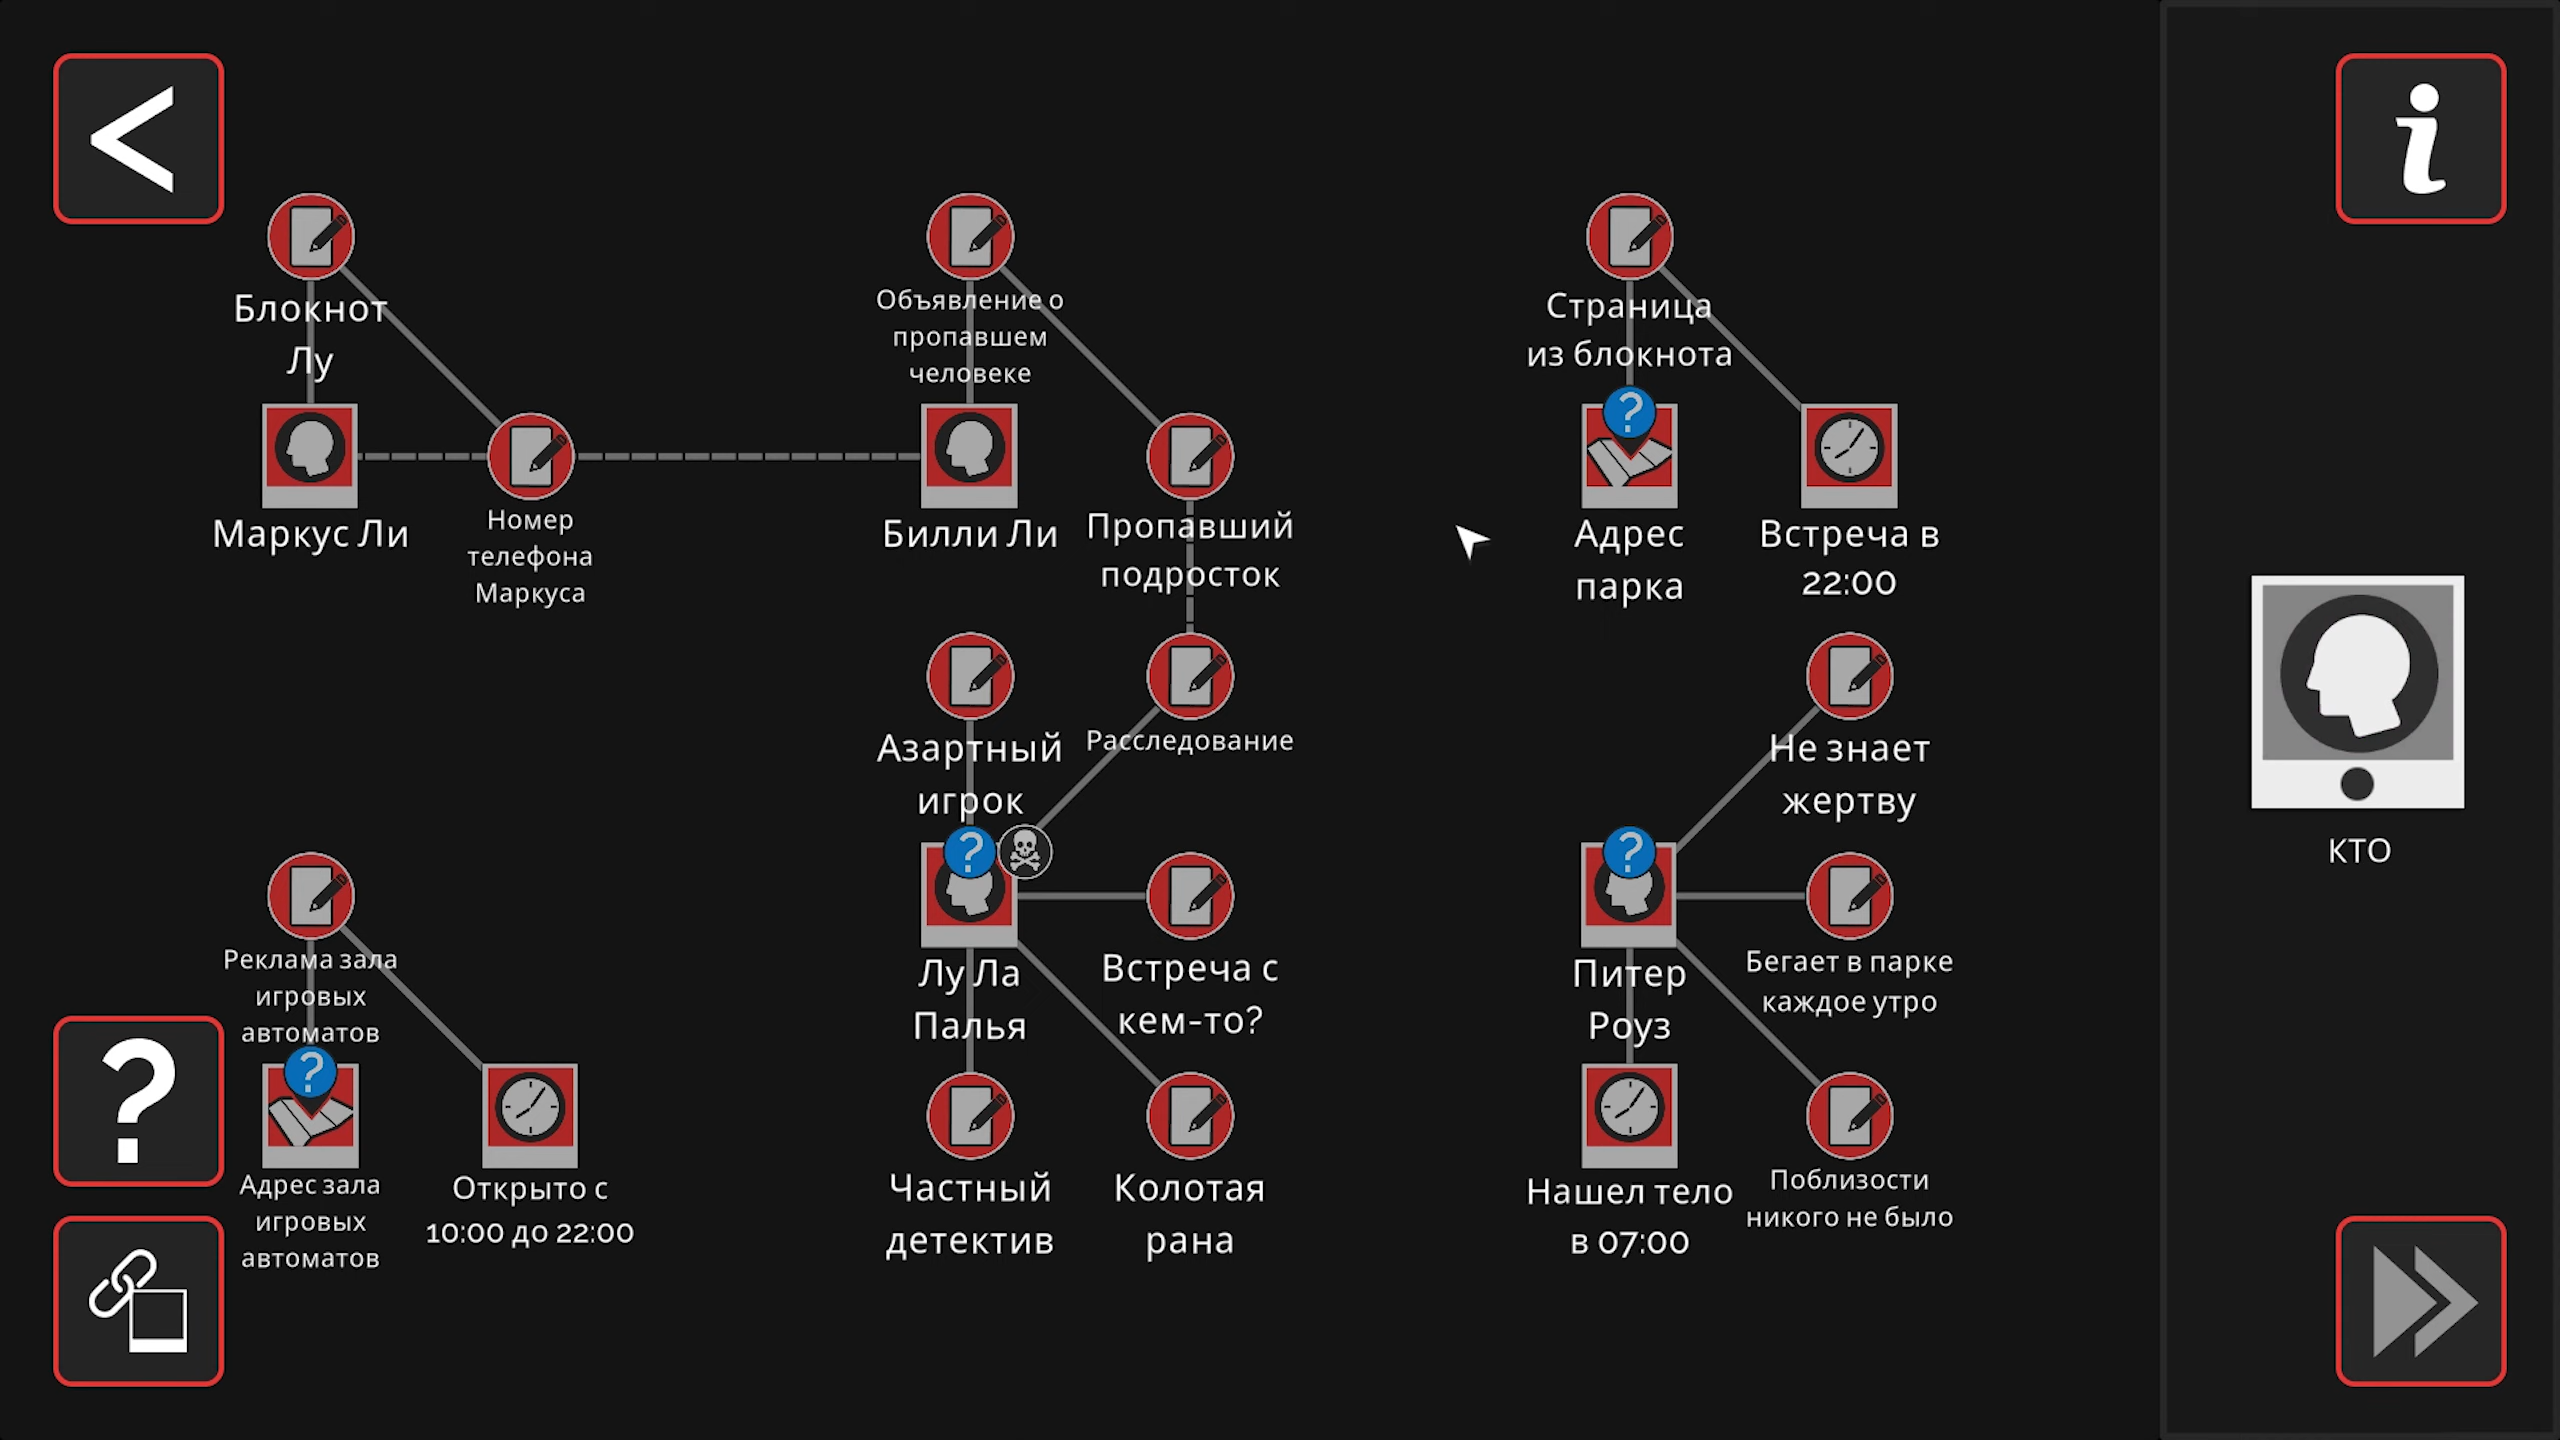 Блокнот
Лу
Объявление о
пропавшем
человеке
Страница
из блокнота
Маркус Ли
Номер
телефона
Маркуса
Билли Ли
Пропавший
подросток
Адрес
парка
Встреча в
22:00
Азартный
игрок
Расследование
Не знает
жертву
КТО
Реклама зала
игровых
автоматов
Лу Ла
Палья
Встреча с
кем-то?
Питер
Роуз
Бегает в парке
каждое утро
Адрес зала
игровых
автоматов
Открыто с
10:00 до 22:00
Частный
детектив
Колотая
рана
Нашел тело
в 07:00
Поблизости
никого не было